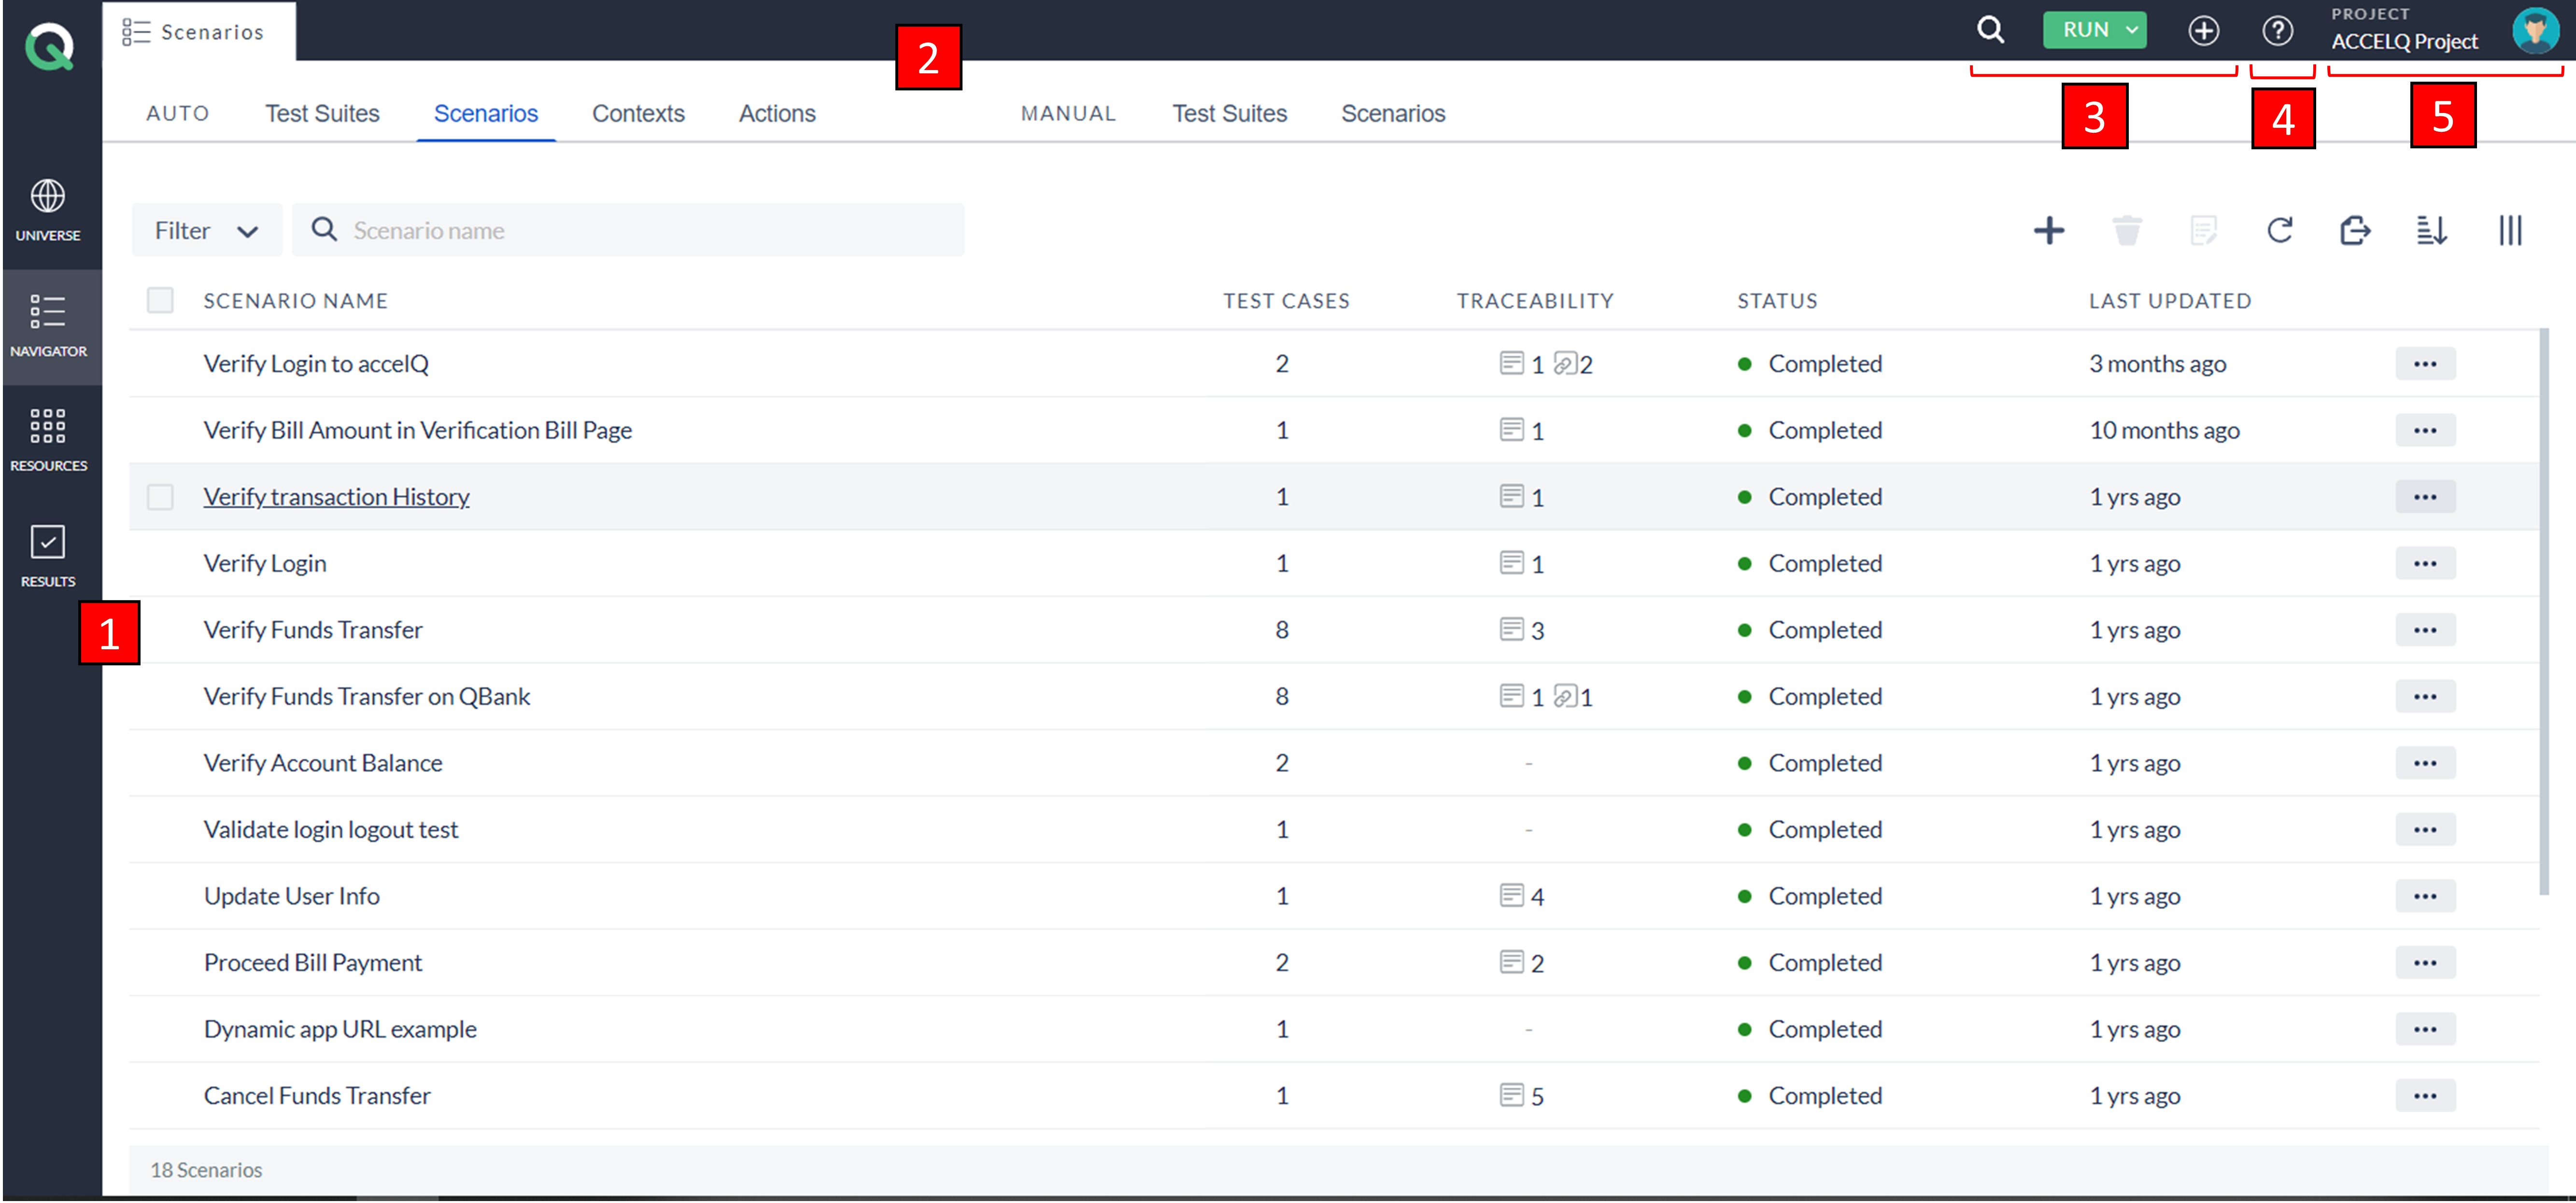 Scenarios
RUN
PROJECT
ACCELQ Project
2
3
4
5
AUTO Test Suites Scenarios Contexts Actions MANUAL Test Suites Scenarios
UNIVERSE
NAVIGATOR
RESOURCES
RESULTS
1
Filter Scenario name
SCENARIO NAME TEST CASES TRACEABILITY STATUS LAST UPDATED
Verify Login to accelQ 2 1 2 Completed 3 months ago
Verify Bill Amount in Verification Bill Page 1 1 Completed 10 months ago
Verify transaction History 1 1 Completed 1 yrs ago
Verify Login 1 1 Completed 1 yrs ago
Verify Funds Transfer 8 3 Completed 1 yrs ago
Verify Funds Transfer on QBank 8 1 1 Completed 1 yrs ago
Verify Account Balance 2 - Completed 1 yrs ago
Validate login logout test 1 - Completed 1 yrs ago
Update User Info 1 4 Completed 1 yrs ago
Proceed Bill Payment 2 2 Completed 1 yrs ago
Dynamic app URL example 1 - Completed 1 yrs ago
Cancel Funds Transfer 1 5 Completed 1 yrs ago
18 Scenarios